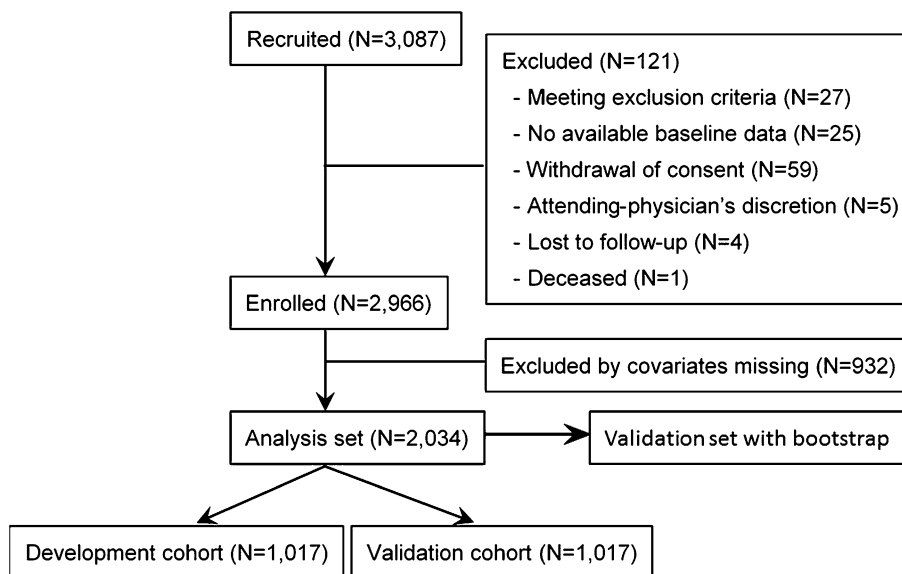 Recruited (N=3,087)
Excluded (N=121)
- Meeting exclusion criteria (N=27)
- No available baseline data (N=25)
- Withdrawal of consent (N=59)
- Attending-physician's discretion (N=5)
- Lost to follow-up (N=4)
- Deceased (N=1)
Enrolled (N=2,966)
Excluded by covariates missing (N=932)
Analysis set (N=2,034)
Validation set with bootstrap
Development cohort (N=1,017)
Validation cohort (N=1,017)